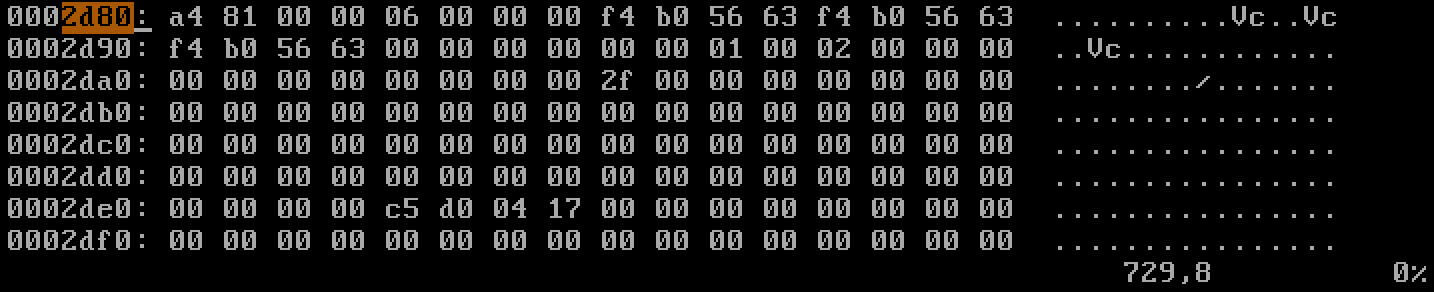 0002d80: a4 81 00 00 06 00 00 00 f4 b0 56 63 f4 b0 56 63  ..........Vc..Vc
0002d90: f4 b0 56 63 00 00 00 00 00 00 01 00 02 00 00 00  ..Vc............
0002da0: 00 00 00 00 00 00 00 00 2f 00 00 00 00 00 00 00  ......../.......
0002db0: 00 00 00 00 00 00 00 00 00 00 00 00 00 00 00 00  ................
0002dc0: 00 00 00 00 00 00 00 00 00 00 00 00 00 00 00 00  ................
0002dd0: 00 00 00 00 00 00 00 00 00 00 00 00 00 00 00 00  ................
0002de0: 00 00 00 00 c5 d0 04 17 00 00 00 00 00 00 00 00  ................
0002df0: 00 00 00 00 00 00 00 00 00 00 00 00 00 00 00 00  ................
729,8 0%